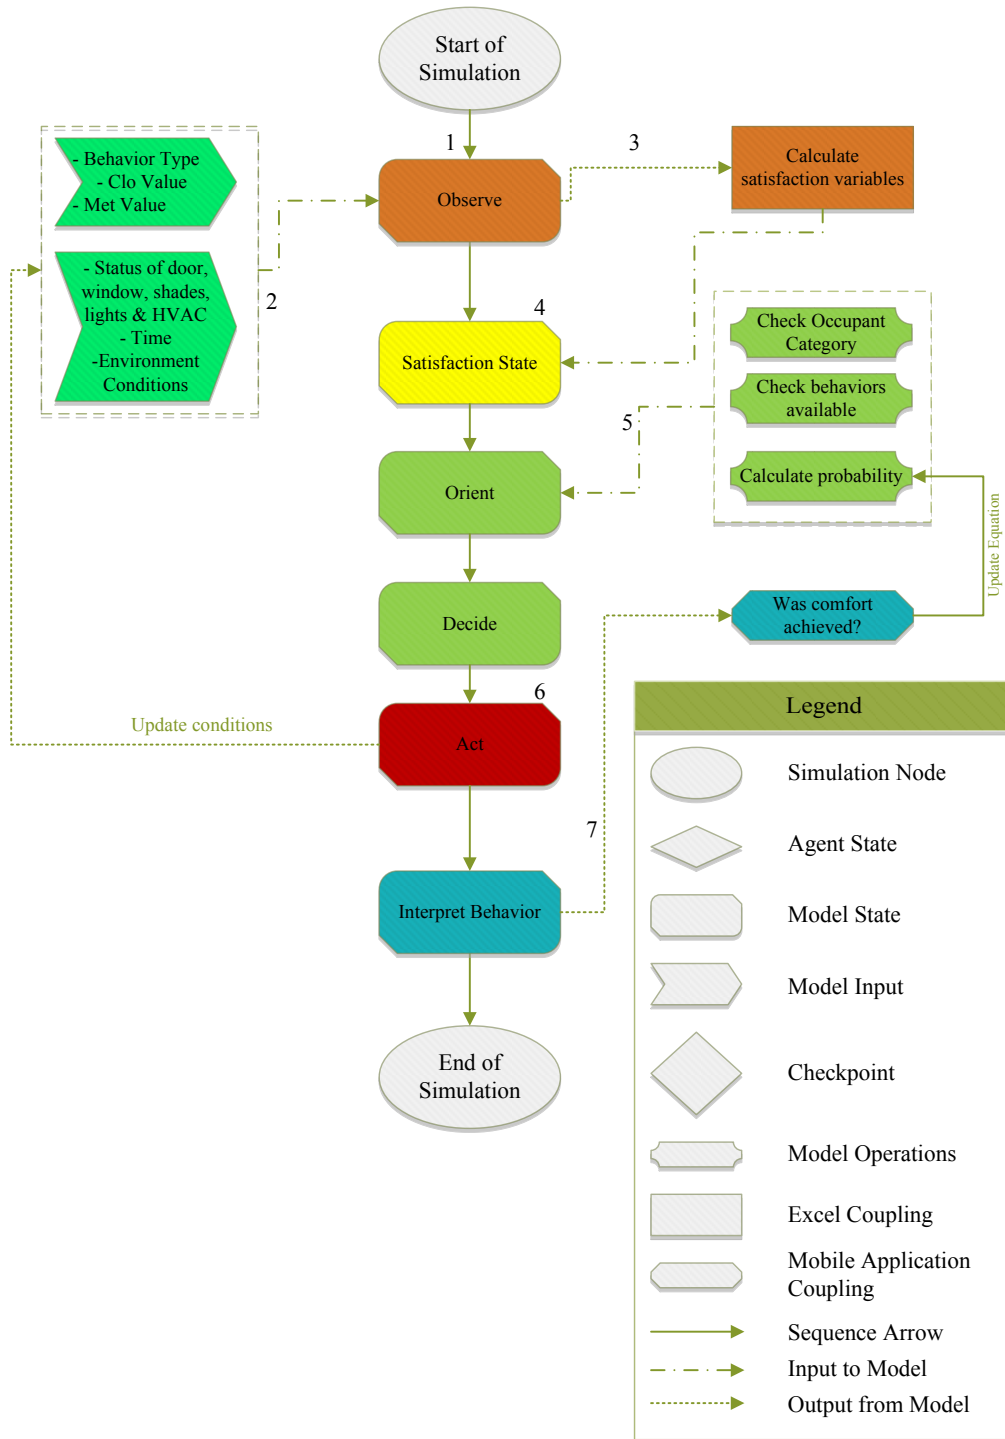 Start of
Simulation
1
3
- Behavior Type
- Clo Value
- Met Value
Observe
Calculate
satisfaction variables
- Status of door,
window, shades,
lights & HVAC
- Time
-Environment
Conditions
2
4
Satisfaction State
Check Occupant
Category
Check behaviors
available
5
Orient
Calculate probability
Update Equation
Decide
Was comfort
achieved?
6
Update conditions
Act
7
Interpret Behavior
End of
Simulation
Legend
Simulation Node
Agent State
Model State
Model Input
Checkpoint
Model Operations
Excel Coupling
Mobile Application
Coupling
Sequence Arrow
Input to Model
Output from Model